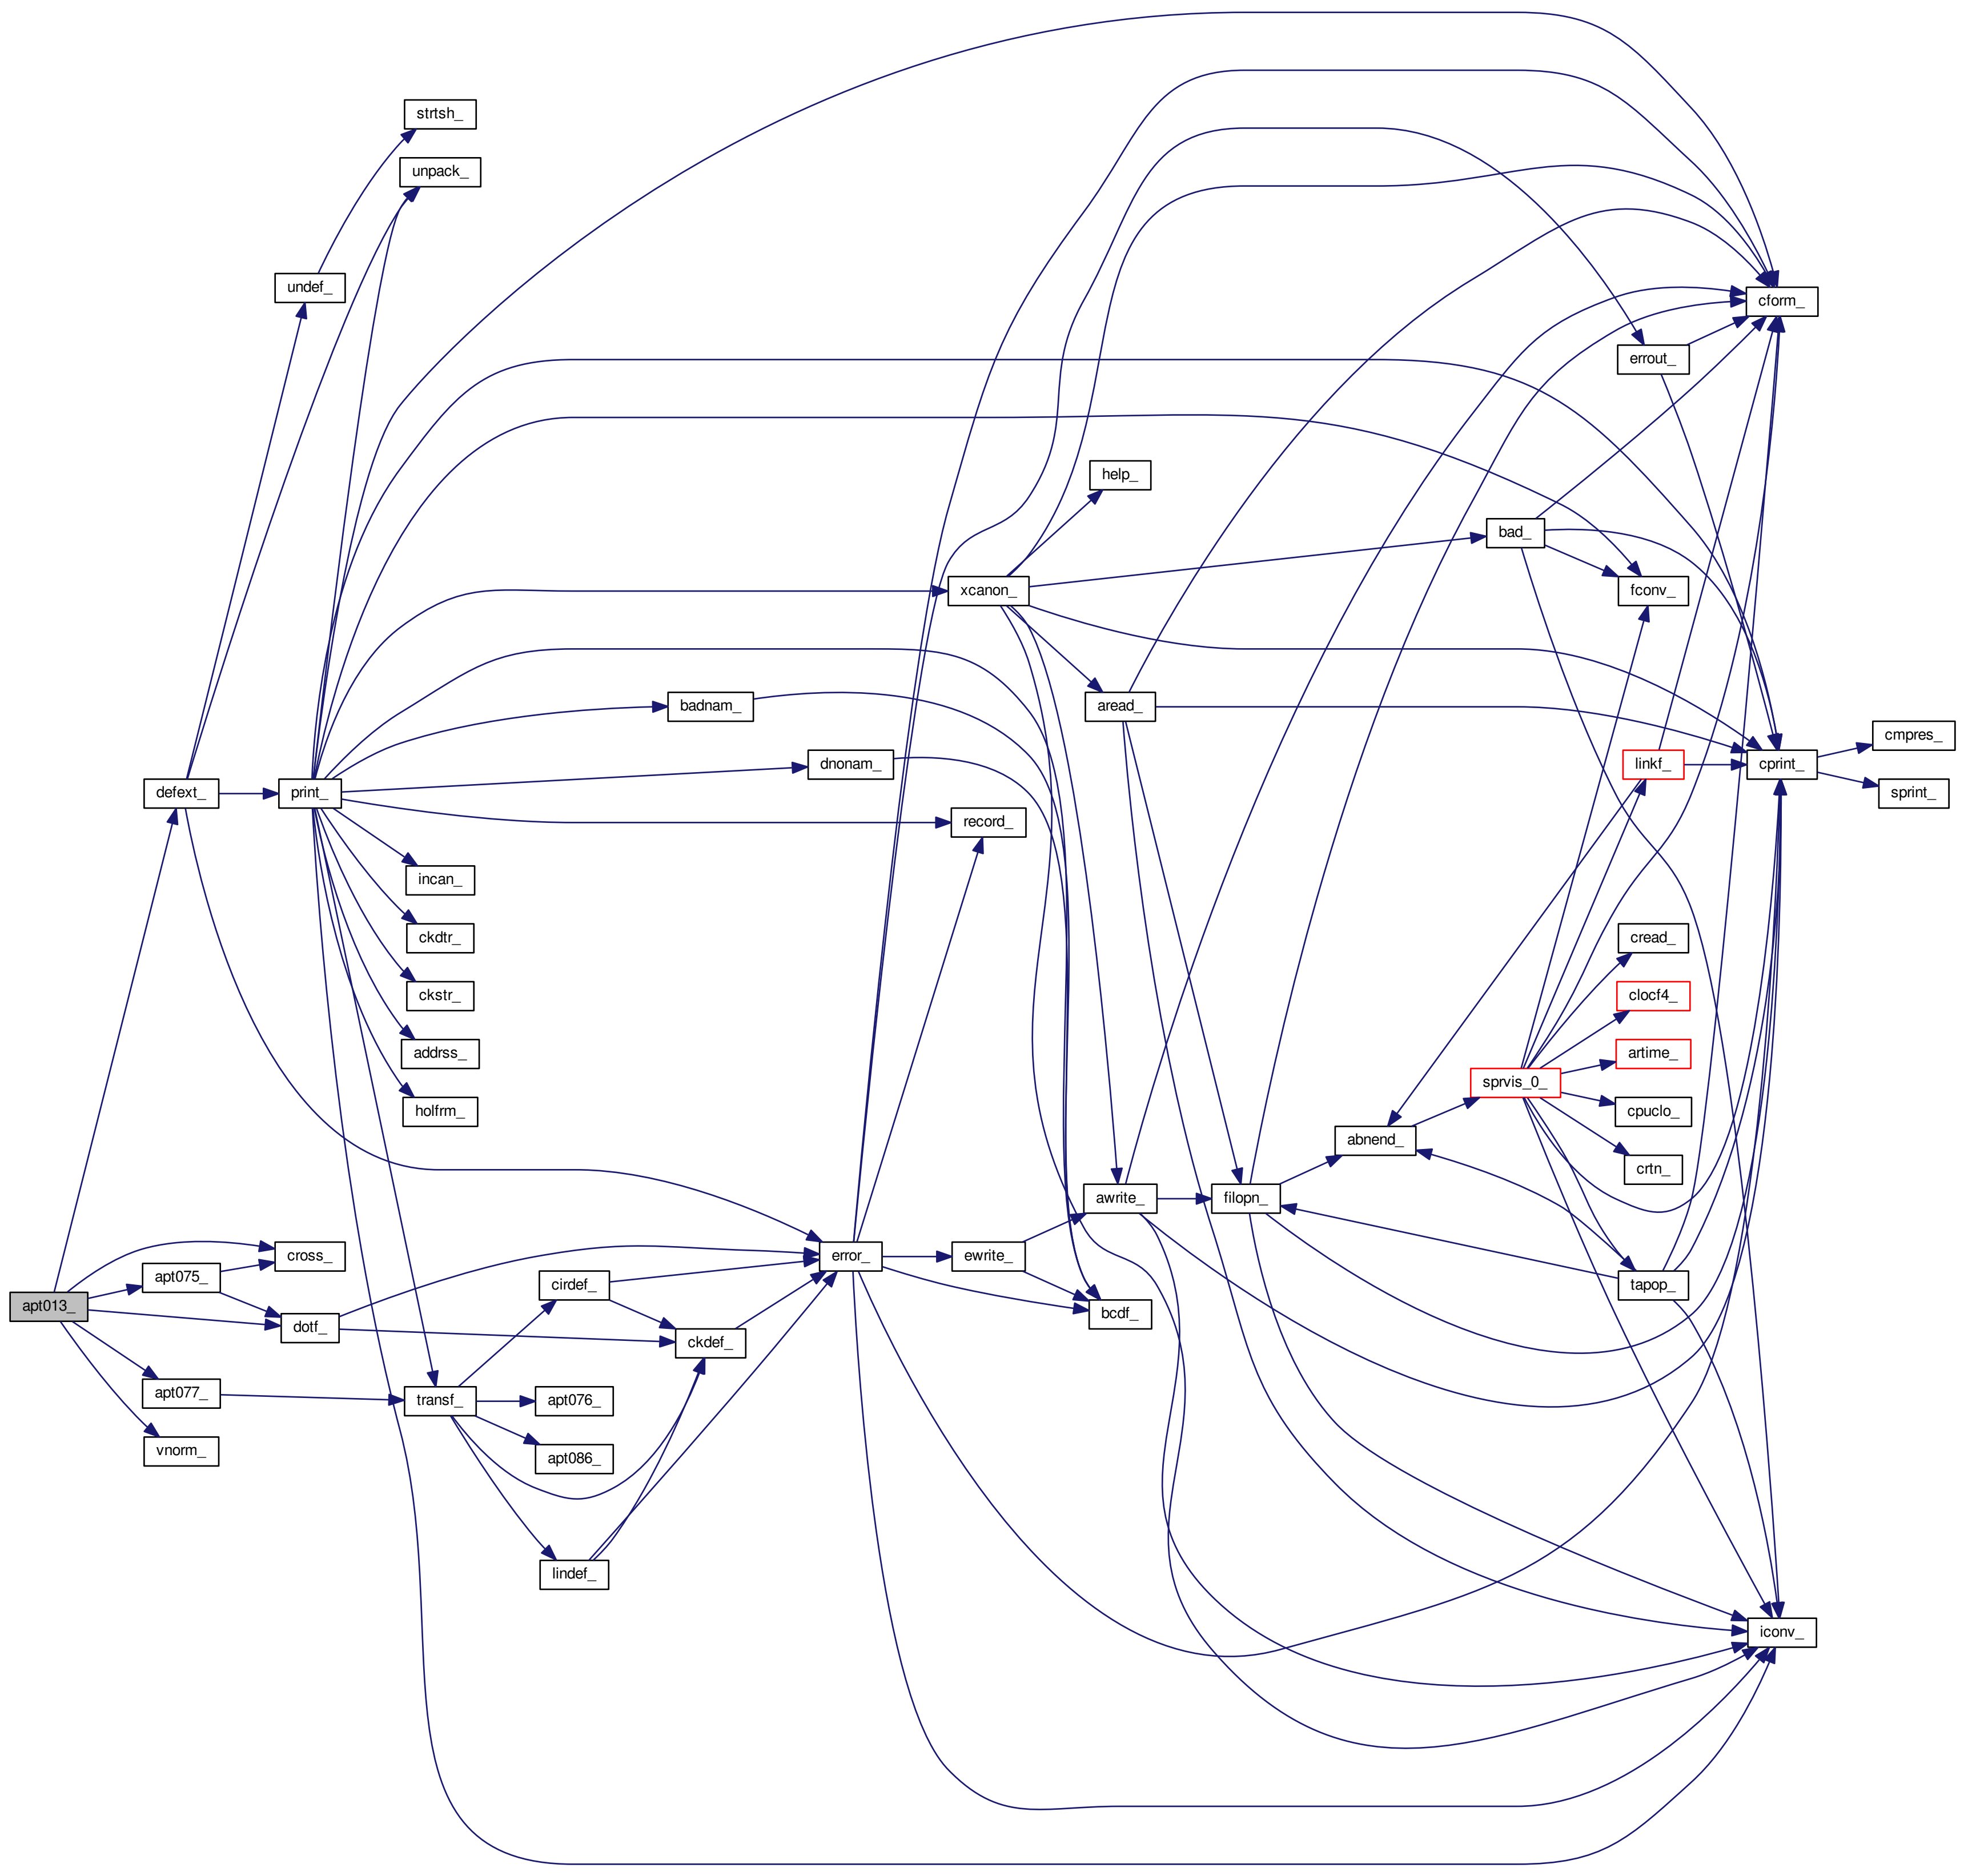 strtsh_
unpack_
undef_
cform_
errout_
help_
bad_
xcanon_
fconv_
aread_
badnam_
cmpres_
linkf_
cprint_
dnonam_
defext_
print_
sprint_
record_
incan_
ckdtr_
cread_
ckstr_
clocf4_
addrss_
artime_
sprvis_0_
holfrm_
cpuclo_
abnend_
crtn_
awrite_
filopn_
cross_
error_
ewrite_
apt075_
cirdef_
tapop_
apt013_
dotf_
bcdf_
ckdef_
apt077_
transf_
apt076_
vnorm_
apt086_
lindef_
iconv_